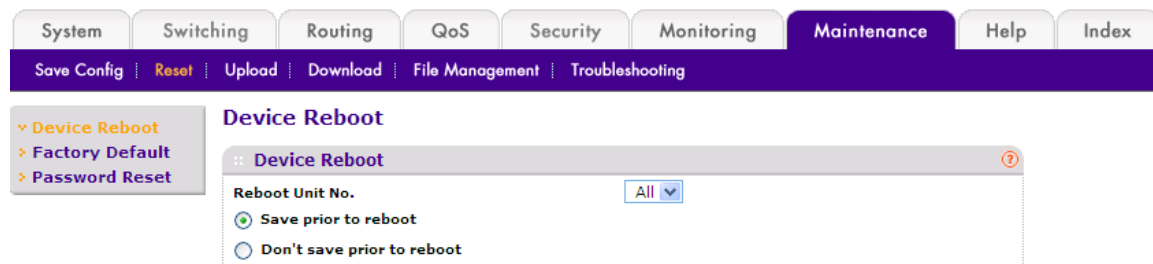 System Switching Routing QoS Security Monitoring Maintenance Help Index
Save Config Reset Upload Download File Management Troubleshooting
Device Reboot
Factory Default
Password Reset
Device Reboot
Device Reboot
Reboot Unit No. All
Save prior to reboot
Don't save prior to reboot